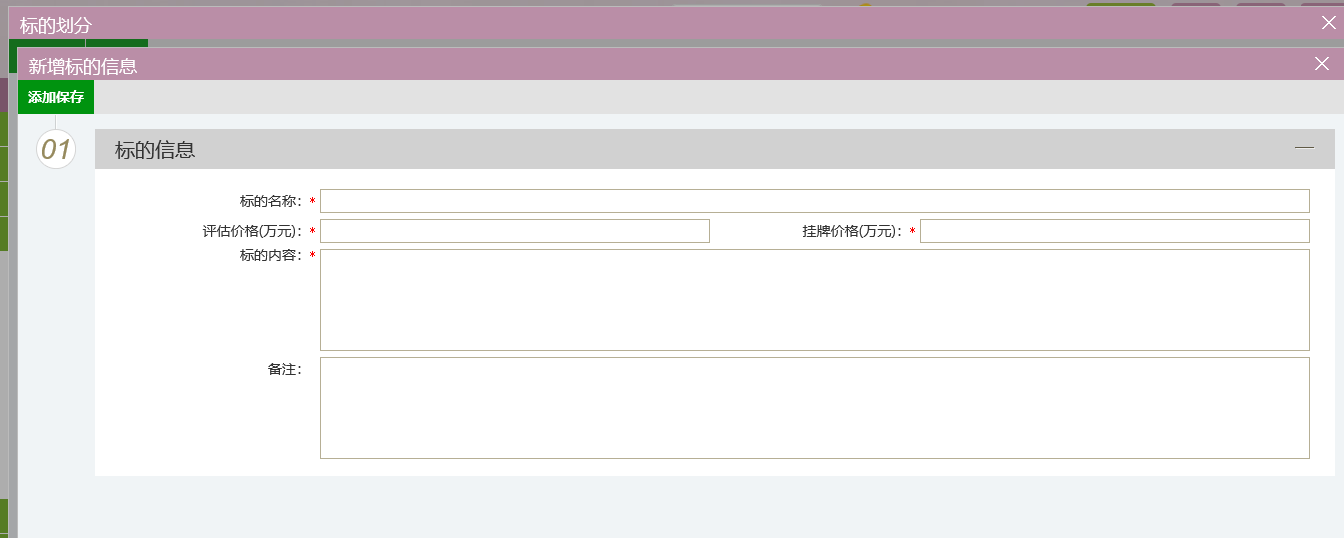 标的划分
新增标的信息
添加保存
01 标的信息
标的名称：*
评估价格(万元)：* 挂牌价格(万元)：*
标的内容：*
备注：